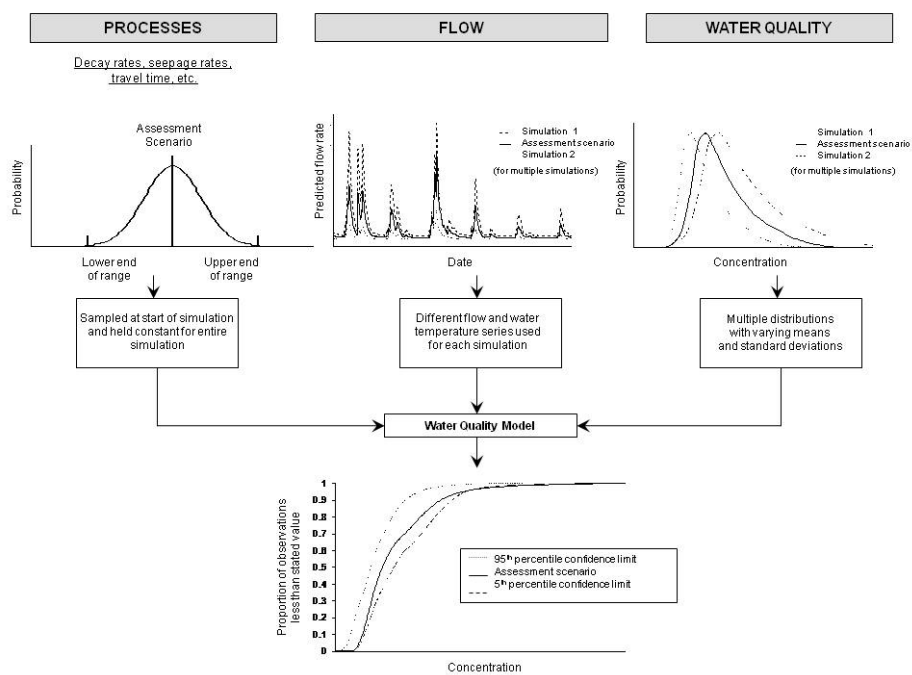 PROCESSES
Decay rates, seepage rates,
travel time, etc.
Assessment
Scenario
Probability
Lower end
of range
Upper end
of range
Sampled at start of simulation
and held constant for entire
simulation
FLOW
Predicted flow rate
Simulation 1
Assessment scenario
Simulation 2
(for multiple simulations)
Date
Different flow and water
temperature series used
for each simulation
WATER QUALITY
Probability
Simulation 1
Assessment scenario
Simulation 2
(for multiple simulations)
Concentration
Multiple distributions
with varying means
and standard deviations
Water Quality Model
Proportion of observations
less than stated value
1
0.9
0.8
0.7
0.6
0.5
0.4
0.3
0.2
0.1
0
95th percentile confidence limit
Assessment scenario
5th percentile confidence limit
Concentration